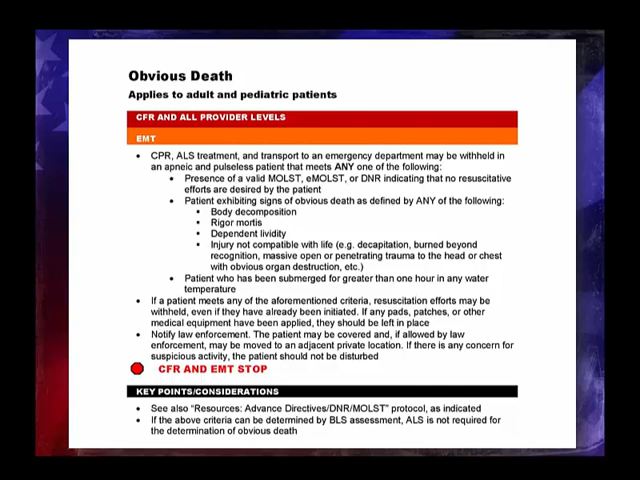 Obvious Death
Applies to adult and pediatric patients
CFR AND ALL PROVIDER LEVELS
EMT
• CPR, ALS treatment, and transport to an emergency department may be withheld in
an apneic and pulseless patient that meets ANY one of the following:
• Presence of a valid MOLST, eMOLST, or DNR indicating that no resuscitative
efforts are desired by the patient
• Patient exhibiting signs of obvious death as defined by ANY of the following:
• Body decomposition
• Rigor mortis
• Dependent lividity
• Injury not compatible with life (e.g. decapitation, burned beyond
recognition, massive open or penetrating trauma to the head or chest
with obvious organ destruction, etc.)
• Patient who has been submerged for greater than one hour in any water
temperature
• If a patient meets any of the aforementioned criteria, resuscitation efforts may be
withheld, even if they have already been initiated. If any pads, patches, or other
medical equipment have been applied, they should be left in place
• Notify law enforcement. The patient may be covered and, if allowed by law
enforcement, may be moved to an adjacent private location. If there is any concern for
suspicious activity, the patient should not be disturbed
CFR AND EMT STOP
KEY POINTS/CONSIDERATIONS
• See also "Resources: Advance Directives/DNR/MOLST" protocol, as indicated
• If the above criteria can be determined by BLS assessment, ALS is not required for
the determination of obvious death